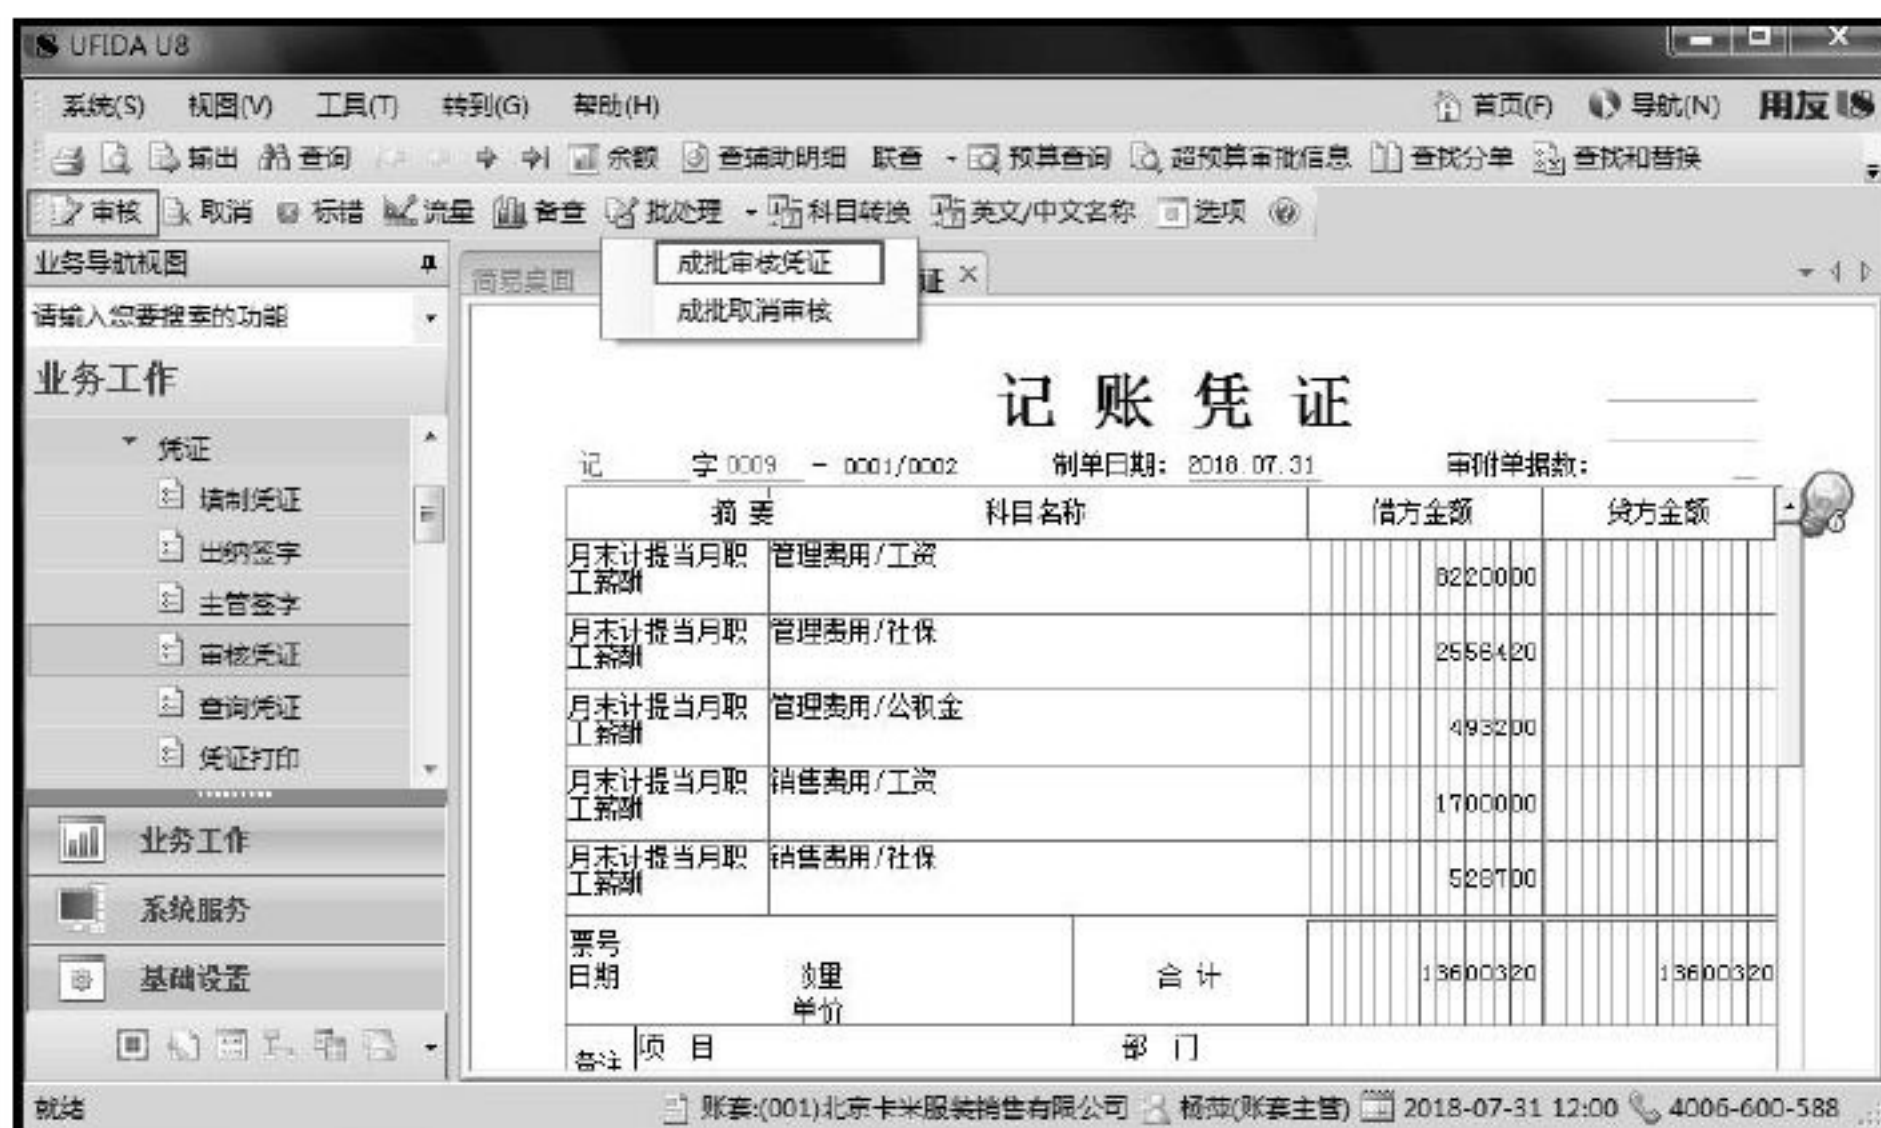 UFIDA U8
系统(S) 视图(V) 工具(T) 转到(G) 帮助(H) 首页(F) 导航(N) 用友U8
输出 查询 余额 查辅助明细 联查 预算查询 超预算审批信息 查找分单 查找和替换
审核 取消 标错 流量 备查 批处理 科目转换 英文/中文名称 选项
成批审核凭证
成批取消审核
业务导航视图
简易桌面 证
请输入您要搜索的功能
业务工作
凭证
填制凭证
出纳签字
主管签字
审核凭证
查询凭证
凭证打印
业务工作
系统服务
基础设置
记 账 凭 证
记 字 0009 - 0001/0002 制单日期: 2018.07.31 审附单据数:
摘 要 科目名称 借方金额 贷方金额
月末计提当月职工薪酬 管理费用/工资 8220000
月末计提当月职工薪酬 管理费用/社保 2556420
月末计提当月职工薪酬 管理费用/公积金 493200
月末计提当月职工薪酬 销售费用/工资 1700000
月末计提当月职工薪酬 销售费用/社保 528700
票号
日期 数量 合 计 13600320 13600320
单价
备注 项 目 部 门
就绪 账套:(001)北京卡米服装销售有限公司 杨萍(账套主管) 2018-07-31 12:00 4006-600-588